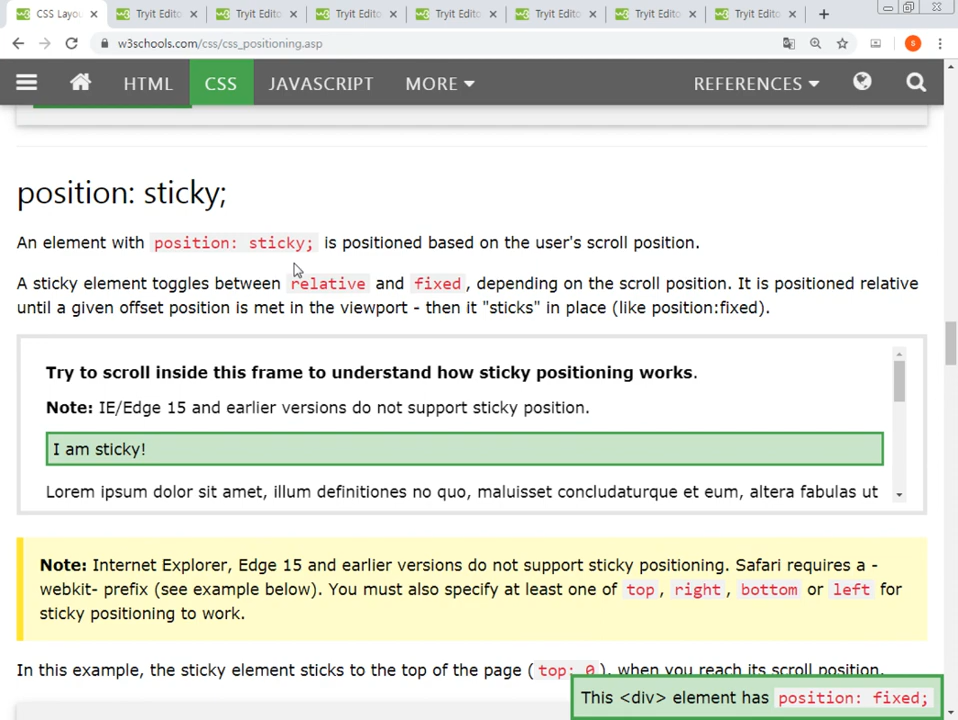 CSS Layou
Tryit Edito
Tryit Edito
Tryit Edito
Tryit Edito
Tryit Edito
Tryit Edito
Tryit Edito
w3schools.com/css/css_positioning.asp
S
HTML CSS JAVASCRIPT MORE REFERENCES
position: sticky;
An element with position: sticky; is positioned based on the user's scroll position.
A sticky element toggles between relative and fixed, depending on the scroll position. It is positioned relative
until a given offset position is met in the viewport - then it "sticks" in place (like position:fixed).
Try to scroll inside this frame to understand how sticky positioning works.
Note: IE/Edge 15 and earlier versions do not support sticky position.
I am sticky!
Lorem ipsum dolor sit amet, illum definitiones no quo, maluisset concludaturque et eum, altera fabulas ut
Note: Internet Explorer, Edge 15 and earlier versions do not support sticky positioning. Safari requires a -
webkit- prefix (see example below). You must also specify at least one of top, right, bottom or left for
sticky positioning to work.
In this example, the sticky element sticks to the top of the page (top: 0), when you reach its scroll position.
This <div> element has position: fixed;